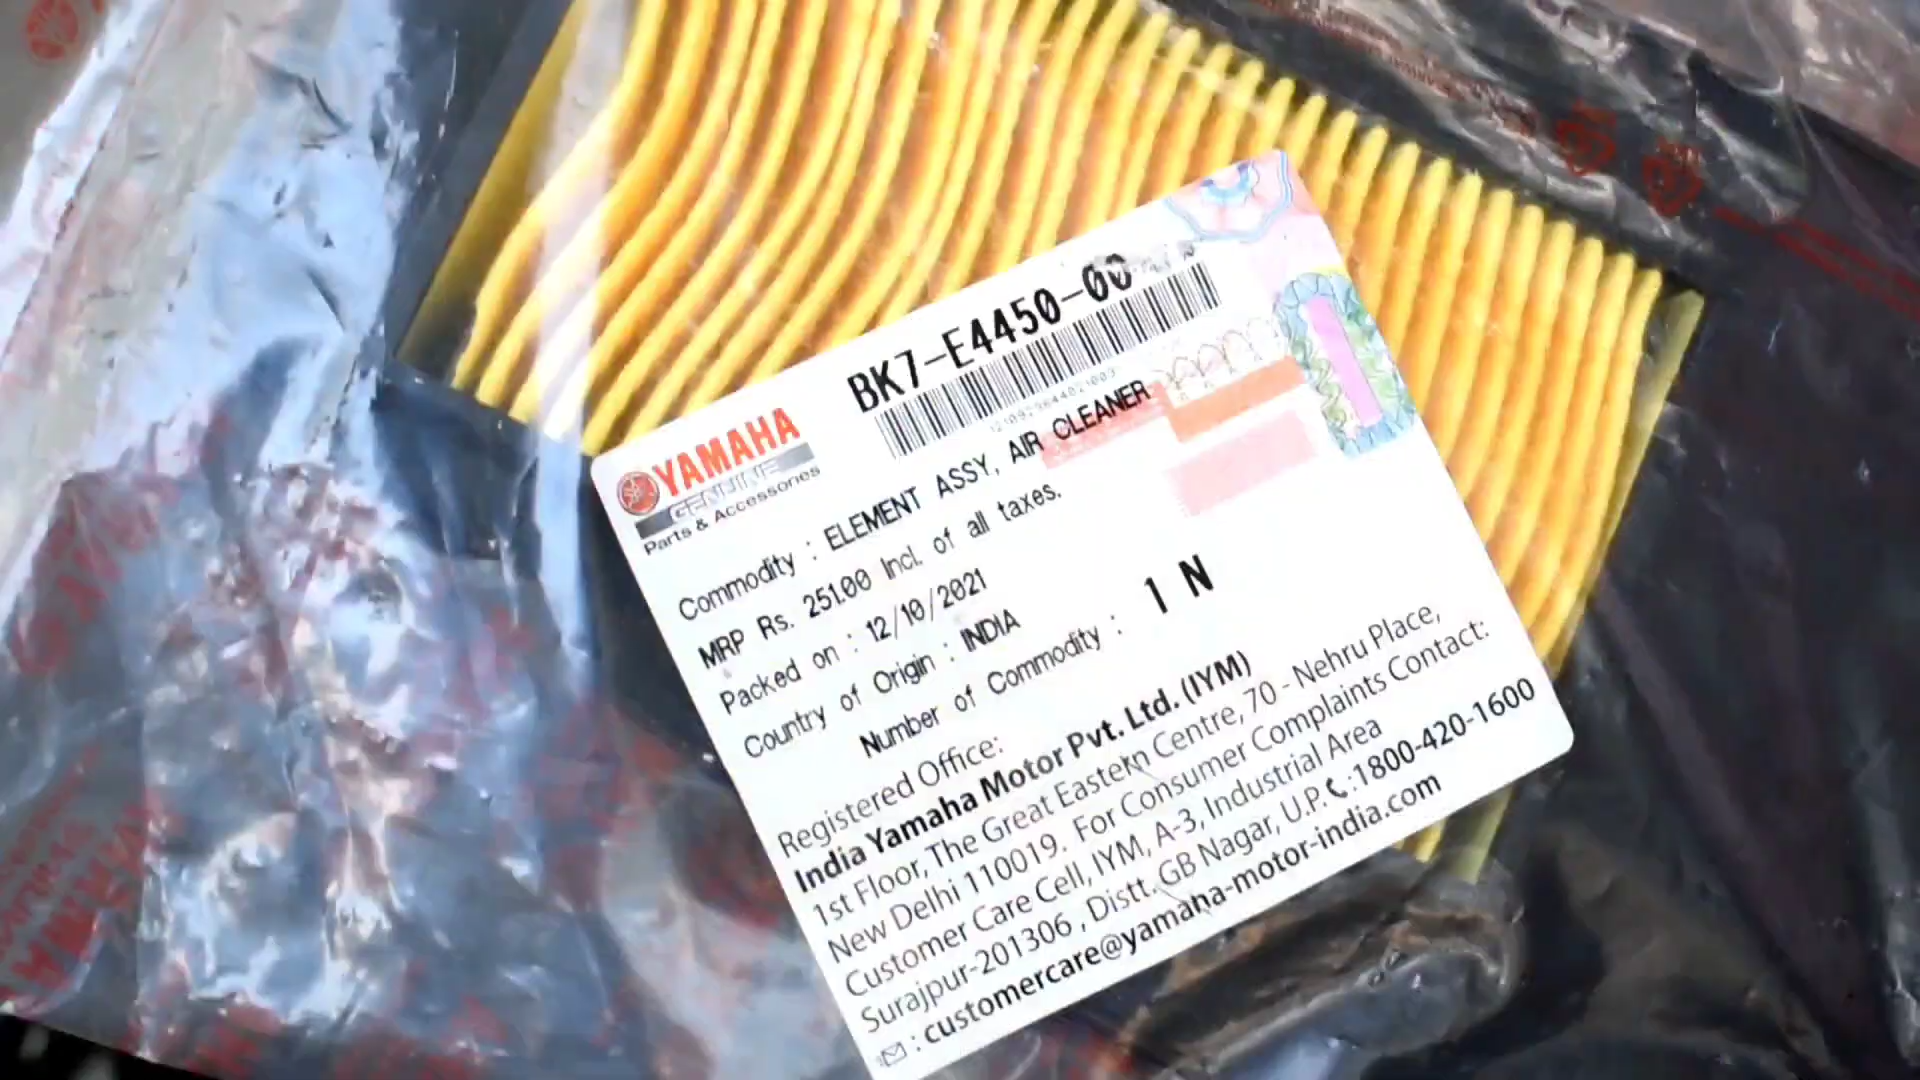 BK7-E4450-00
YAMAHA
GENUINE
Parts & Accessories
Commodity : ELEMENT ASSY, AIR CLEANER
MRP Rs. 251.00 Incl. of all taxes.
Packed on : 12/10/2021
Country of Origin : INDIA
Number of Commodity : 1 N
Registered Office:
India Yamaha Motor Pvt. Ltd. (IYM)
1st Floor, The Great Eastern Centre, 70 - Nehru Place,
New Delhi 110019. For Consumer Complaints Contact:
Customer Care Cell, IYM, A-3, Industrial Area
Surajpur-201306 , Distt. GB Nagar, U.P. :1800-420-1600
: customercare@yamaha-motor-india.com